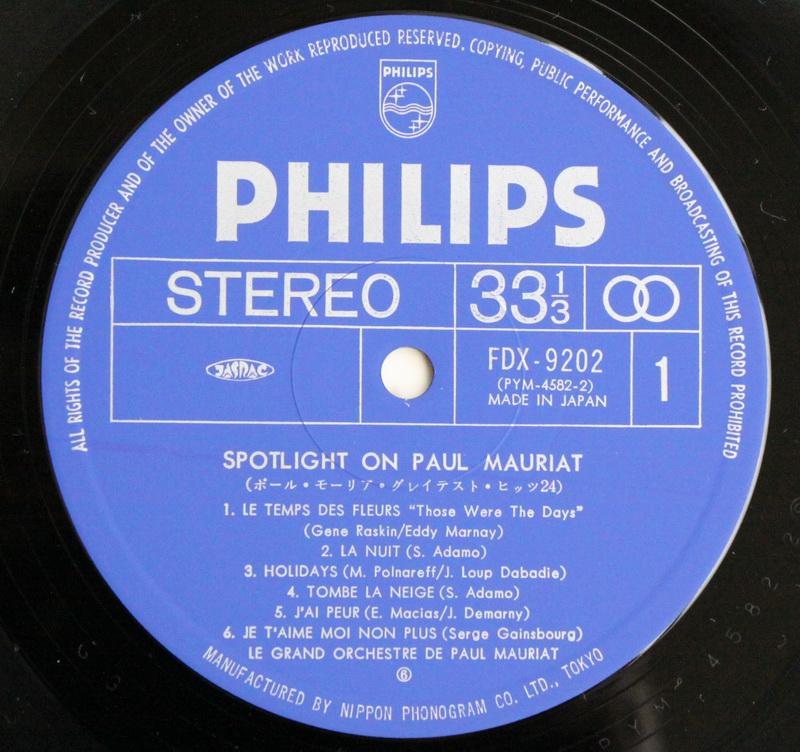 ALL RIGHTS OF THE RECORD PRODUCER AND OF THE OWNER OF THE WORK REPRODUCED RESERVED. COPYING, PUBLIC PERFORMANCE AND BROADCASTING OF THIS RECORD PROHIBITED
PHILIPS
PHILIPS
STEREO
33 1/3
JASRAC
FDX-9202
(PYM-4582-2)
MADE IN JAPAN
1
SPOTLIGHT ON PAUL MAURIAT
(ポール・モーリア・グレイテスト・ヒッツ24)
1. LE TEMPS DES FLEURS "Those Were The Days"
(Gene Raskin/Eddy Marnay)
2. LA NUIT (S. Adamo)
3. HOLIDAYS (M. Polnareff/J. Loup Dabadie)
4. TOMBE LA NEIGE (S. Adamo)
5. J'AI PEUR (E. Macias/J. Demarny)
6. JE T'AIME MOI NON PLUS (Serge Gainsbourg)
LE GRAND ORCHESTRE DE PAUL MAURIAT
MANUFACTURED BY NIPPON PHONOGRAM CO. LTD., TOKYO